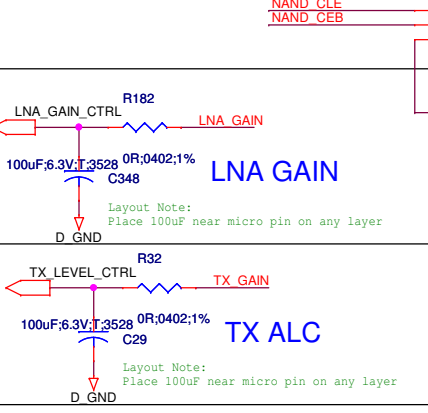 NAND_CLE
NAND_CEB
R182
LNA_GAIN_CTRL
LNA_GAIN
100uF;6.3V;T;3528
0R;0402;1%
C348
LNA GAIN
Layout Note:
Place 100uF near micro pin on any layer
D_GND
R32
TX_LEVEL_CTRL
TX_GAIN
100uF;6.3V;T;3528
0R;0402;1%
C29
TX ALC
Layout Note:
Place 100uF near micro pin on any layer
D_GND